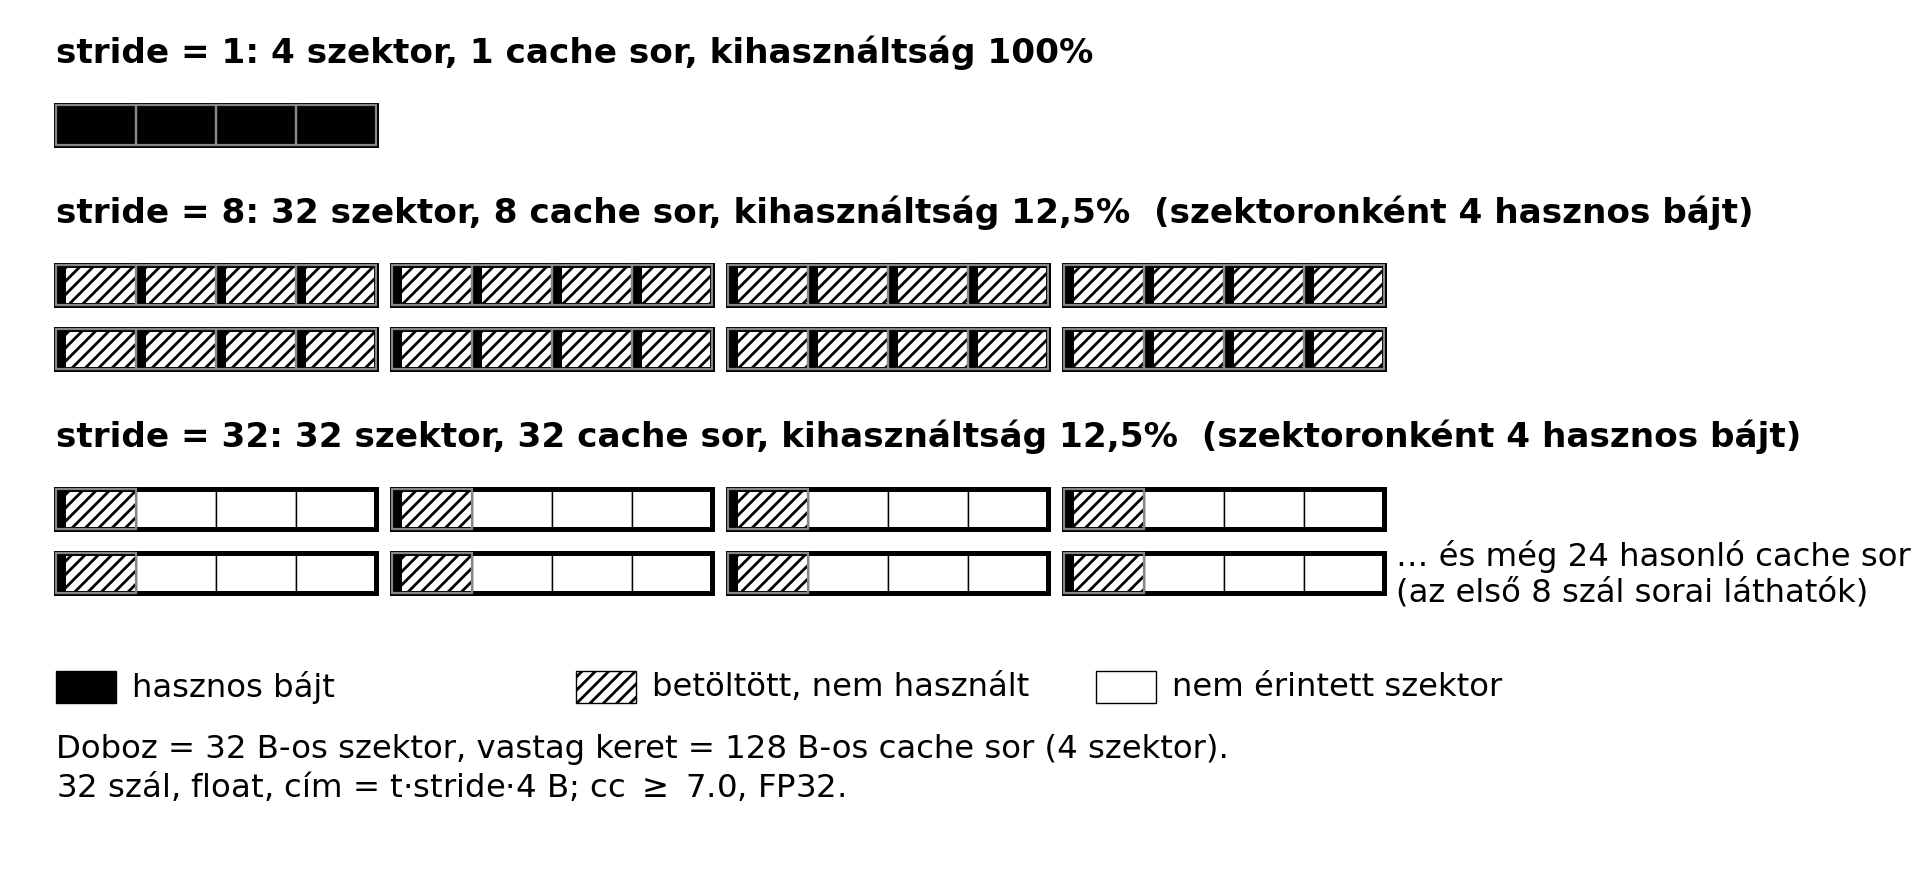 stride = 1: 4 szektor, 1 cache sor, kihasználtság 100%
stride = 8: 32 szektor, 8 cache sor, kihasználtság 12,5%  (szektoronként 4 hasznos bájt)
stride = 32: 32 szektor, 32 cache sor, kihasználtság 12,5%  (szektoronként 4 hasznos bájt)
… és még 24 hasonló cache sor
(az első 8 szál sorai láthatók)
hasznos bájt
betöltött, nem használt
nem érintett szektor
Doboz = 32 B-os szektor, vastag keret = 128 B-os cache sor (4 szektor).
32 szál, float, cím = t·stride·4 B; cc ≥ 7.0, FP32.